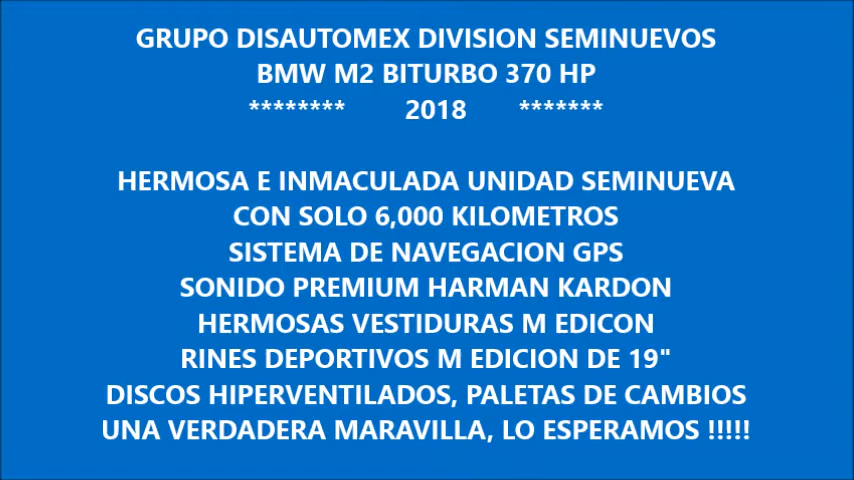 GRUPO DISAUTOMEX DIVISION SEMINUEVOS
BMW M2 BITURBO 370 HP
******** 2018 *******
HERMOSA E INMACULADA UNIDAD SEMINUEVA
CON SOLO 6,000 KILOMETROS
SISTEMA DE NAVEGACION GPS
SONIDO PREMIUM HARMAN KARDON
HERMOSAS VESTIDURAS M EDICON
RINES DEPORTIVOS M EDICION DE 19"
DISCOS HIPERVENTILADOS, PALETAS DE CAMBIOS
UNA VERDADERA MARAVILLA, LO ESPERAMOS !!!!!